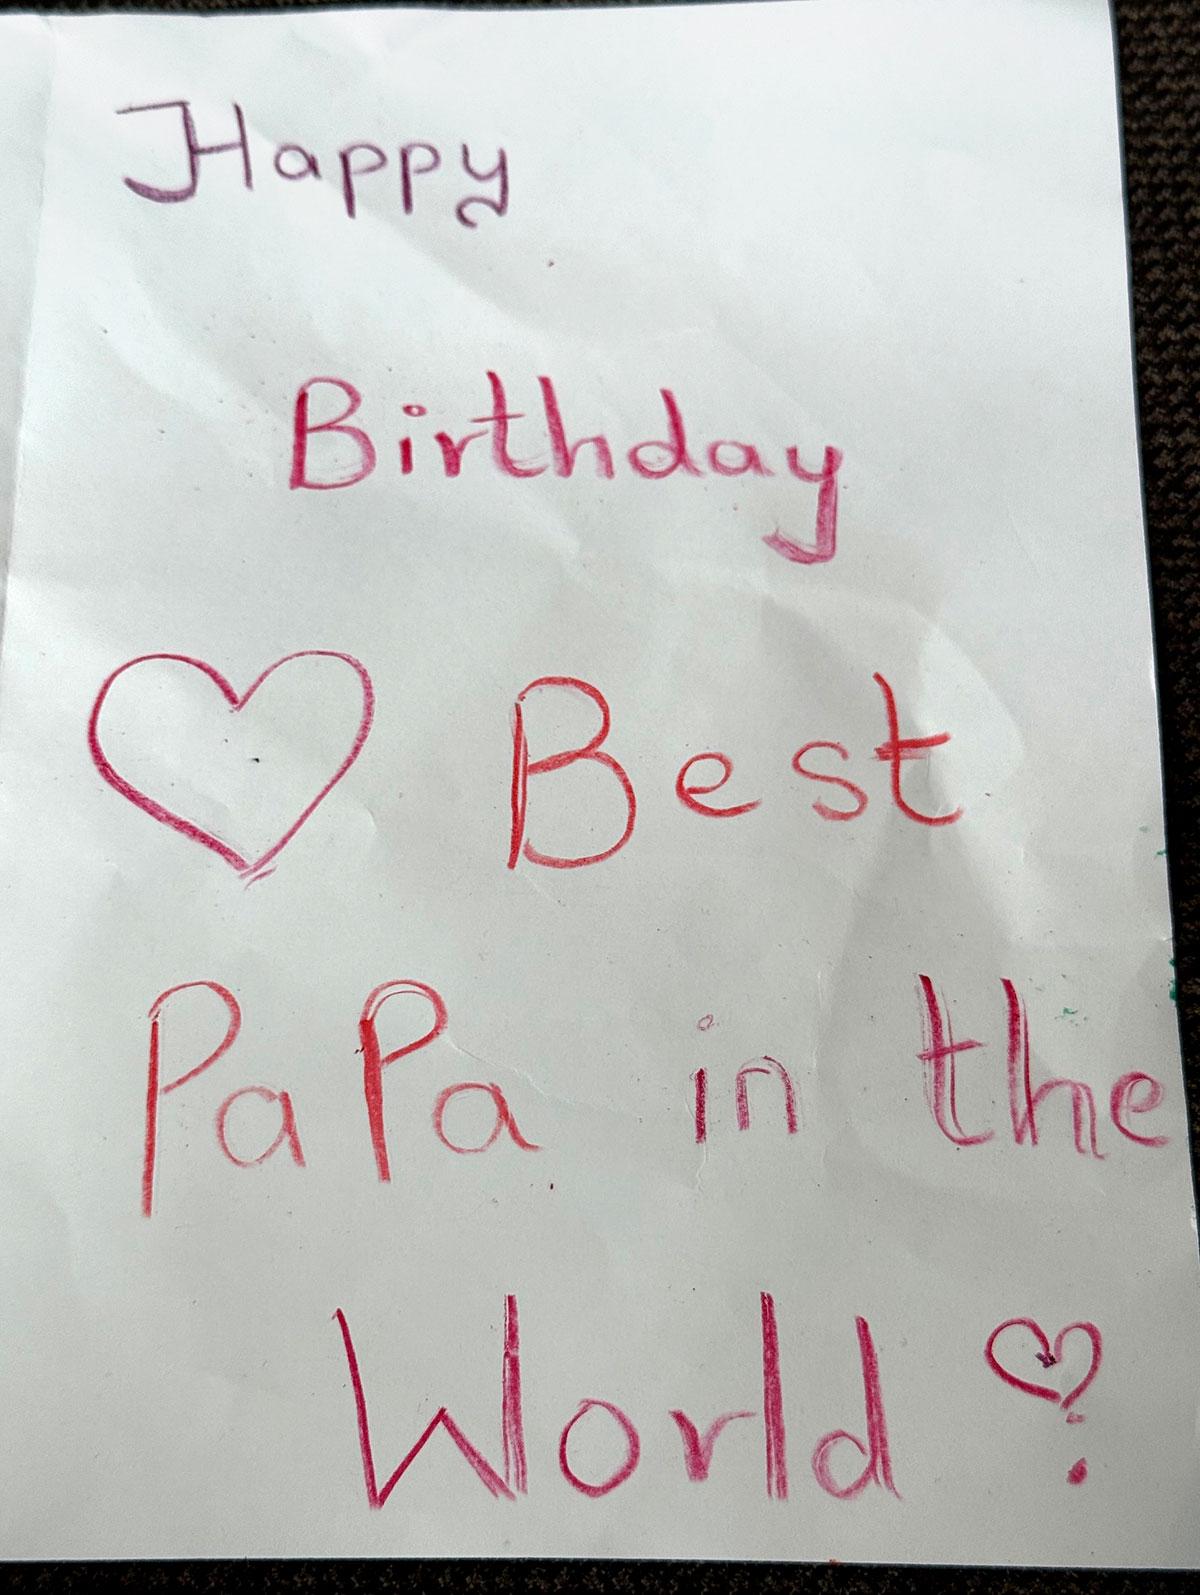 Happy
Birthday
♡ Best
PaPa in the
World ❣